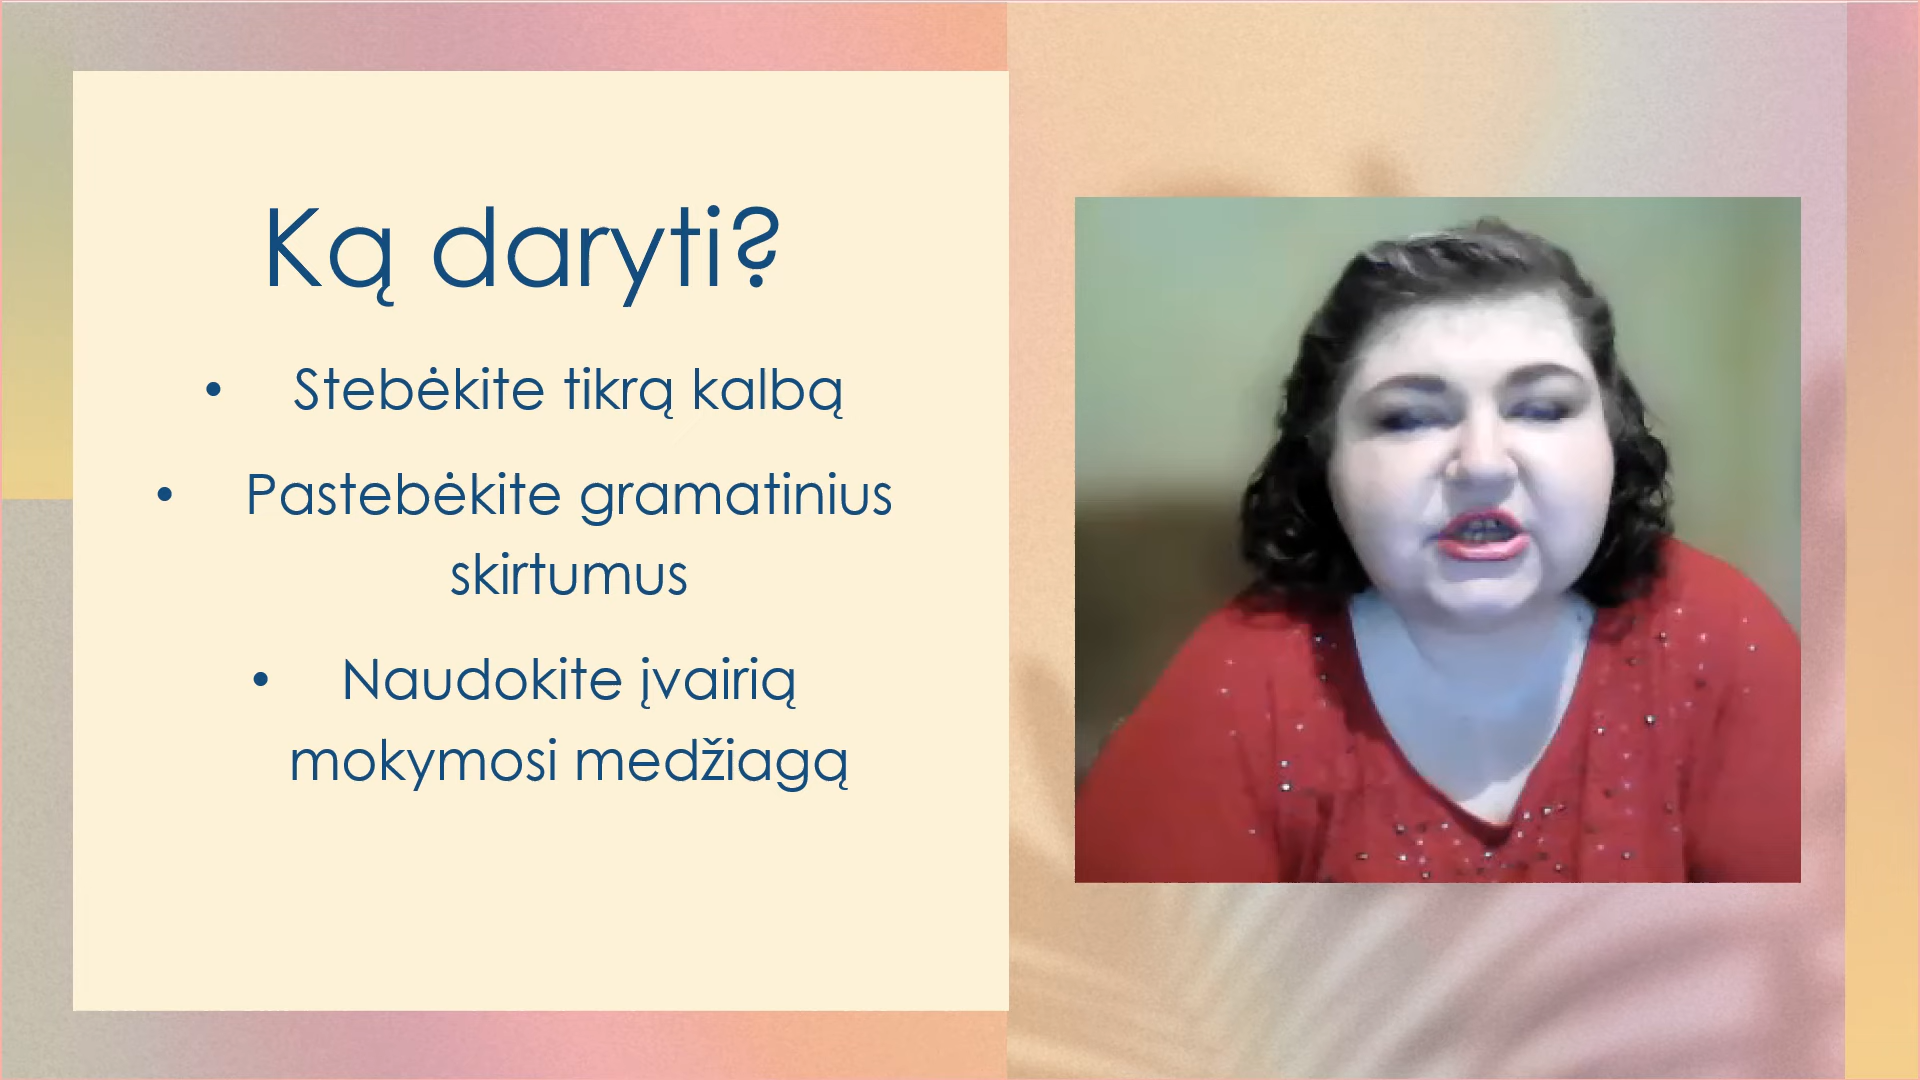 Ką daryti?
• Stebėkite tikrą kalbą
• Pastebėkite gramatinius
skirtumus
• Naudokite įvairią
mokymosi medžiagą